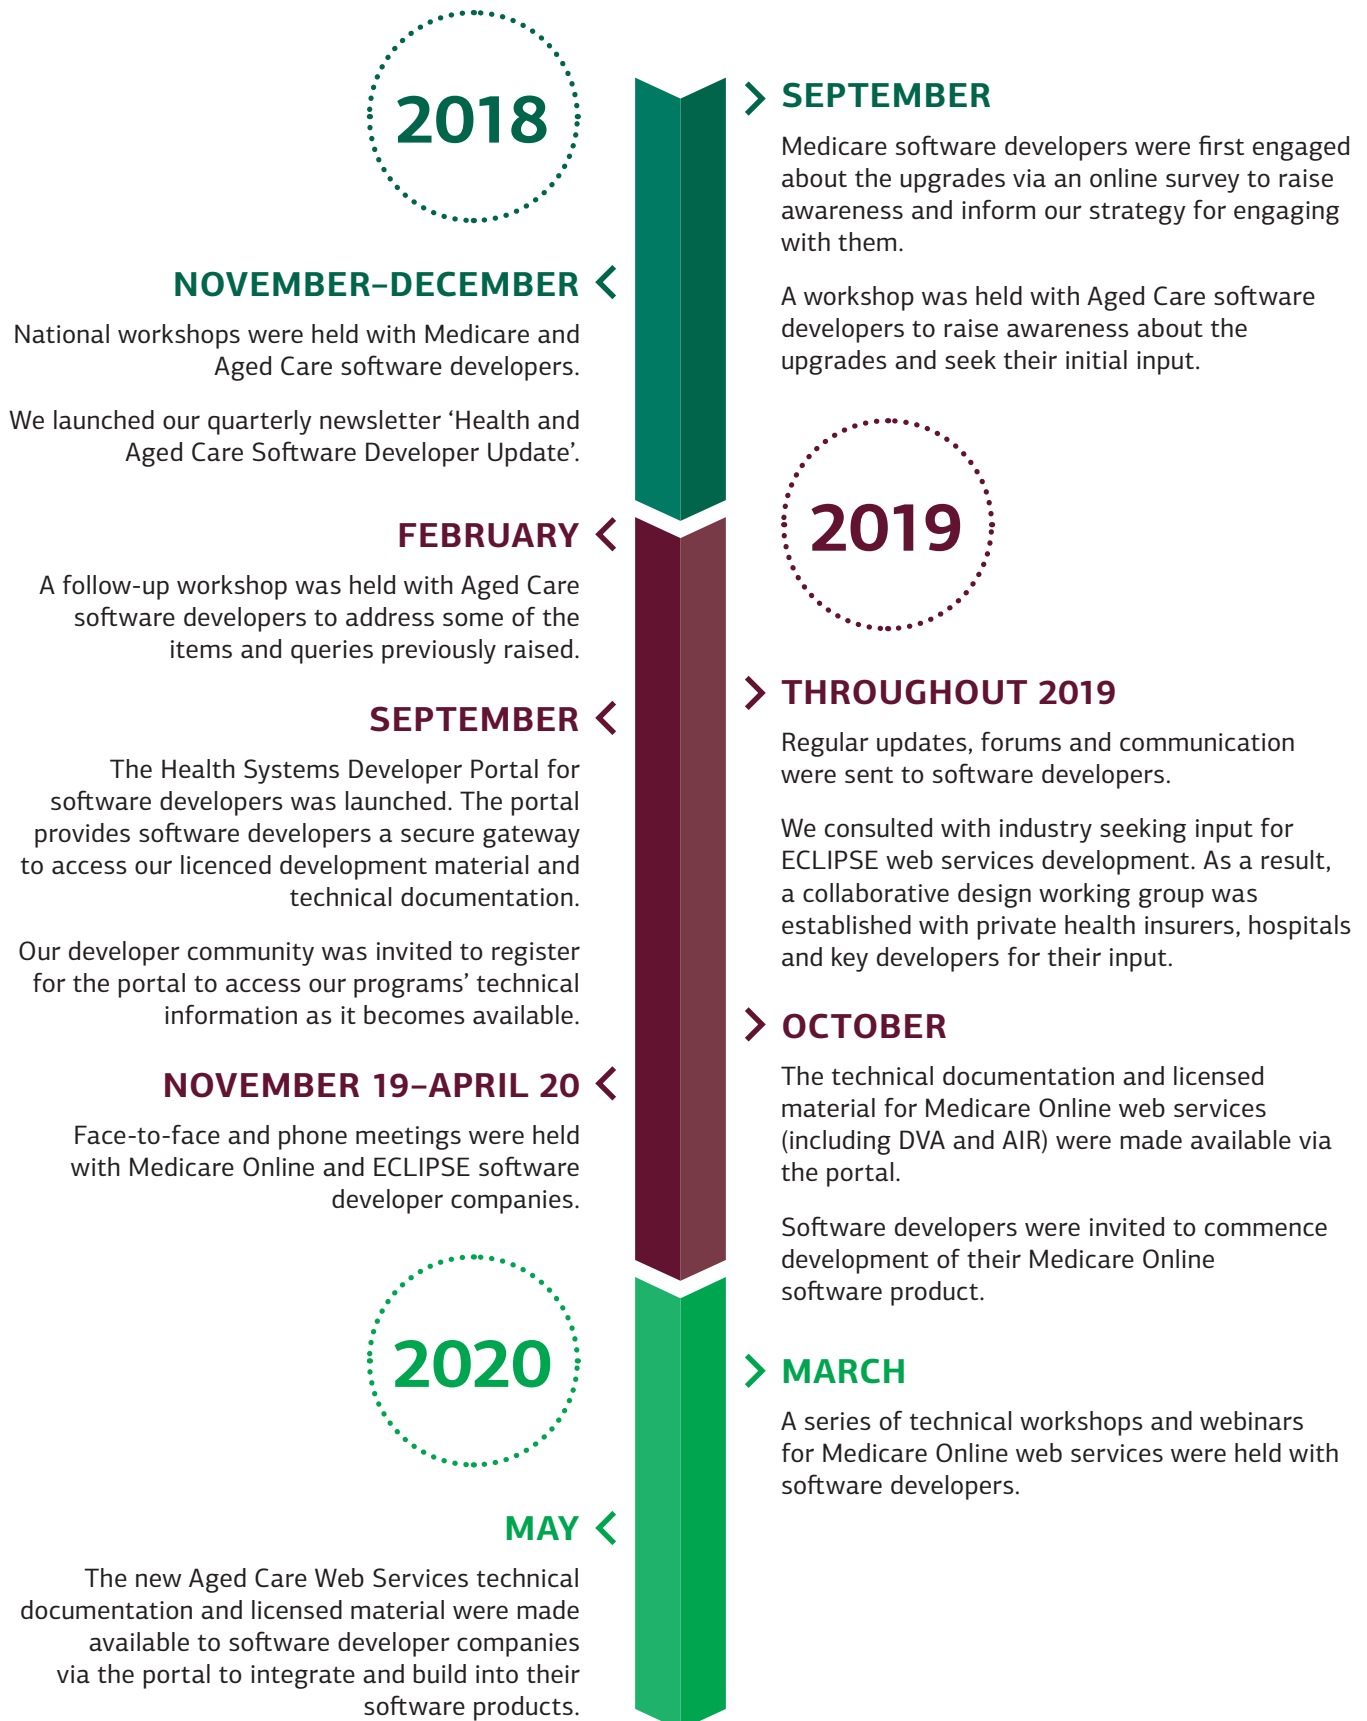 2018
SEPTEMBER
Medicare software developers were first engaged
about the upgrades via an online survey to raise
awareness and inform our strategy for engaging
with them.
A workshop was held with Aged Care software
developers to raise awareness about the
upgrades and seek their initial input.
NOVEMBER–DECEMBER
National workshops were held with Medicare and
Aged Care software developers.
We launched our quarterly newsletter ‘Health and
Aged Care Software Developer Update’.
2019
FEBRUARY
A follow-up workshop was held with Aged Care
software developers to address some of the
items and queries previously raised.
THROUGHOUT 2019
Regular updates, forums and communication
were sent to software developers.
We consulted with industry seeking input for
ECLIPSE web services development. As a result,
a collaborative design working group was
established with private health insurers, hospitals
and key developers for their input.
SEPTEMBER
The Health Systems Developer Portal for
software developers was launched. The portal
provides software developers a secure gateway
to access our licenced development material and
technical documentation.
Our developer community was invited to register
for the portal to access our programs’ technical
information as it becomes available.
OCTOBER
The technical documentation and licensed
material for Medicare Online web services
(including DVA and AIR) were made available via
the portal.
Software developers were invited to commence
development of their Medicare Online
software product.
NOVEMBER 19–APRIL 20
Face-to-face and phone meetings were held
with Medicare Online and ECLIPSE software
developer companies.
2020
MARCH
A series of technical workshops and webinars
for Medicare Online web services were held with
software developers.
MAY
The new Aged Care Web Services technical
documentation and licensed material were made
available to software developer companies
via the portal to integrate and build into their
software products.